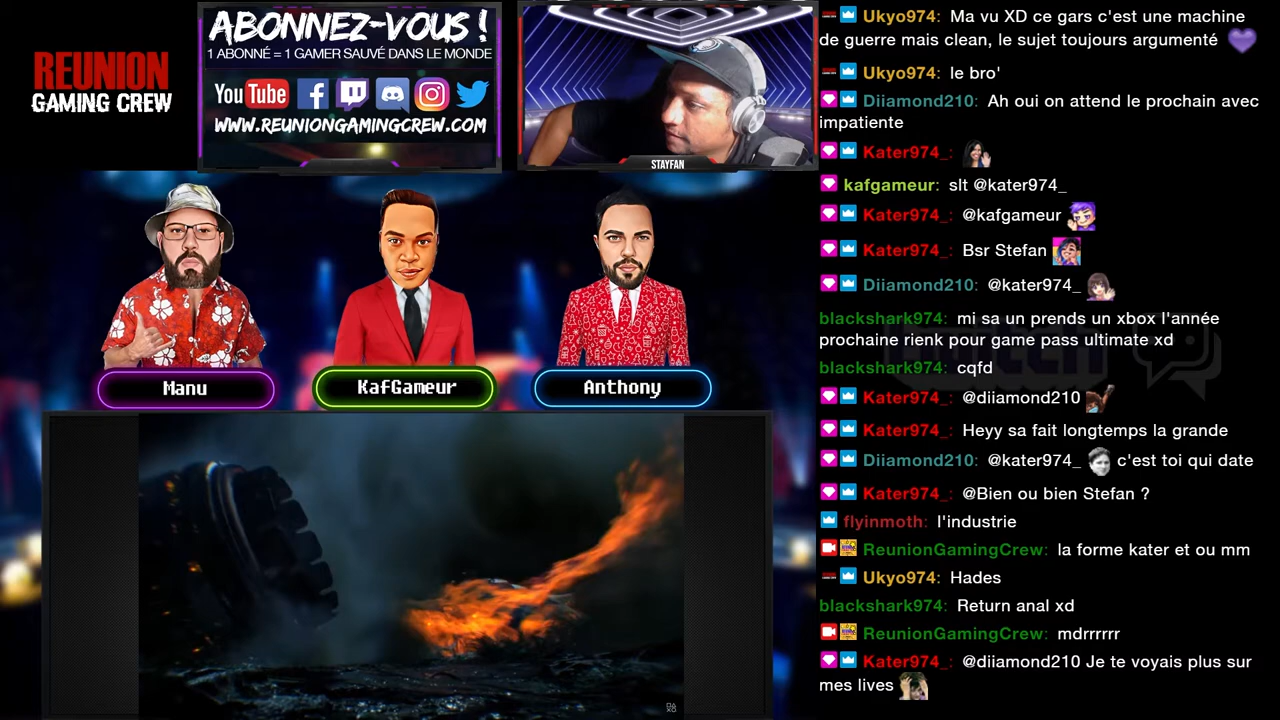 REUNION
GAMING CREW
ABONNEZ-VOUS !
1 ABONNÉ = 1 GAMER SAUVÉ DANS LE MONDE
YouTube
WWW.REUNIONGAMINGCREW.COM
STAYFAN
Manu
KafGameur
Anthony
Ukyo974: Ma vu XD ce gars c'est une machine
de guerre mais clean, le sujet toujours argumenté
Ukyo974: le bro'
Diiamond210: Ah oui on attend le prochain avec
impatiente
Kater974_:
kafgameur: slt @kater974_
Kater974_: @kafgameur
Kater974_: Bsr Stefan
Diiamond210: @kater974_
blackshark974: mi sa un prends un xbox l'année
prochaine rienk pour game pass ultimate xd
blackshark974: cqfd
Kater974_: @diiamond210
Kater974_: Heyy sa fait longtemps la grande
Diiamond210: @kater974_ c'est toi qui date
Kater974_: @Bien ou bien Stefan ?
flyinmoth: l'industrie
ReunionGamingCrew: la forme kater et ou mm
Ukyo974: Hades
blackshark974: Return anal xd
ReunionGamingCrew: mdrrrrrr
Kater974_: @diiamond210 Je te voyais plus sur
mes lives